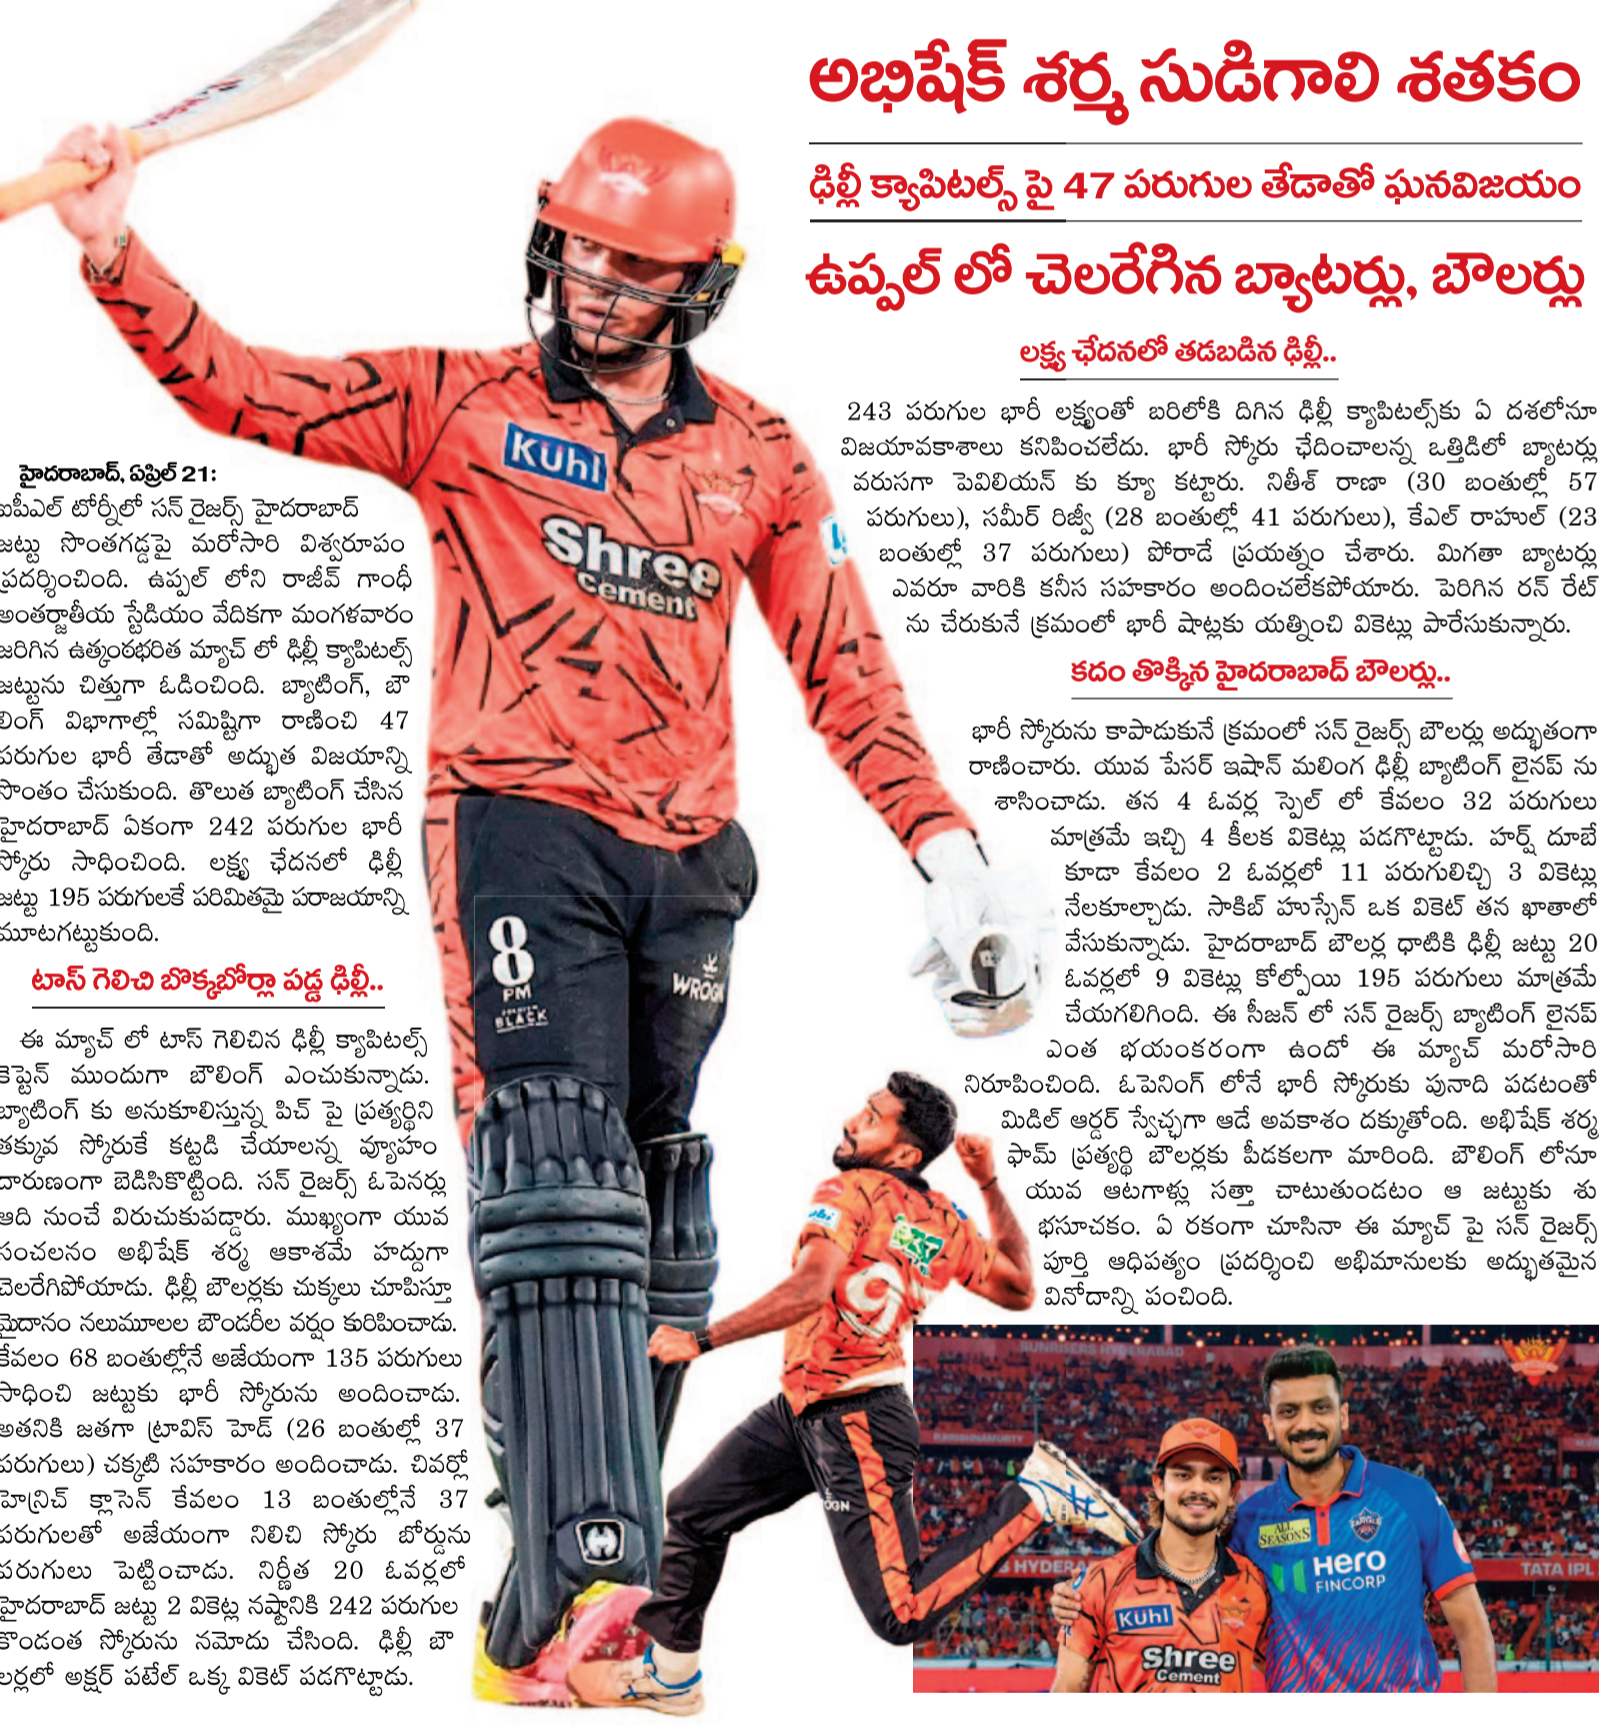 అభిషేక్ శర్మ సుడిగాలి శతకం
ఢిల్లీ క్యాపిటల్స్ పై 47 పరుగుల తేడాతో ఘనవిజయం
ఉప్పల్ లో చెలరేగిన బ్యాటర్లు, బౌలర్లు
హైదరాబాద్, ఏప్రిల్ 21:
ఐపీఎల్ టోర్నీలో సన్ రైజర్స్ హైదరాబాద్
జట్టు సొంతగడ్డపై మరోసారి విశ్వరూపం
ప్రదర్శించింది. ఉప్పల్ లోని రాజీవ్ గాంధీ
అంతర్జాతీయ స్టేడియం వేదికగా మంగళవారం
జరిగిన ఉత్కంఠభరిత మ్యాచ్ లో ఢిల్లీ క్యాపిటల్స్
జట్టును చిత్తుగా ఓడించింది. బ్యాటింగ్, బౌ
లింగ్ విభాగాల్లో సమిష్టిగా రాణించి 47
పరుగుల భారీ తేడాతో అద్భుత విజయాన్ని
సొంతం చేసుకుంది. తొలుత బ్యాటింగ్ చేసిన
హైదరాబాద్ ఏకంగా 242 పరుగుల భారీ
స్కోరు సాధించింది. లక్ష్య ఛేదనలో ఢిల్లీ
జట్టు 195 పరుగులకే పరిమితమై పరాజయాన్ని
మూటగట్టుకుంది.
టాస్ గెలిచి బొక్కబోర్లా పడ్డ ఢిల్లీ..
ఈ మ్యాచ్ లో టాస్ గెలిచిన ఢిల్లీ క్యాపిటల్స్
కెప్టెన్ ముందుగా బౌలింగ్ ఎంచుకున్నాడు.
బ్యాటింగ్ కు అనుకూలిస్తున్న పిచ్ పై ప్రత్యర్థిని
తక్కువ స్కోరుకే కట్టడి చేయాలన్న వ్యూహం
దారుణంగా బెడిసికొట్టింది. సన్ రైజర్స్ ఓపెనర్లు
ఆది నుంచే విరుచుకుపడ్డారు. ముఖ్యంగా యువ
సంచలనం అభిషేక్ శర్మ ఆకాశమే హద్దుగా
చెలరేగిపోయాడు. ఢిల్లీ బౌలర్లకు చుక్కలు చూపిస్తూ
మైదానం నలుమూలల బౌండరీల వర్షం కురిపించాడు.
కేవలం 68 బంతుల్లోనే అజేయంగా 135 పరుగులు
సాధించి జట్టుకు భారీ స్కోరును అందించాడు.
అతనికి జతగా ట్రావిస్ హెడ్ (26 బంతుల్లో 37
పరుగులు) చక్కటి సహకారం అందించాడు. చివర్లో
హెన్రిచ్ క్లాసెన్ కేవలం 13 బంతుల్లోనే 37
పరుగులతో అజేయంగా నిలిచి స్కోరు బోర్డును
పరుగులు పెట్టించాడు. నిర్ణీత 20 ఓవర్లలో
హైదరాబాద్ జట్టు 2 వికెట్ల నష్టానికి 242 పరుగుల
కొండంత స్కోరును నమోదు చేసింది. ఢిల్లీ బౌ
లర్లలో అక్షర్ పటేల్ ఒక్క వికెట్ పడగొట్టాడు.
లక్ష్య ఛేదనలో తడబడిన ఢిల్లీ..
243 పరుగుల భారీ లక్ష్యంతో బరిలోకి దిగిన ఢిల్లీ క్యాపిటల్స్‌కు ఏ దశలోనూ
విజయావకాశాలు కనిపించలేదు. భారీ స్కోరు ఛేదించాలన్న ఒత్తిడిలో బ్యాటర్లు
వరుసగా పెవిలియన్ కు క్యూ కట్టారు. నితీశ్ రాణా (30 బంతుల్లో 57
పరుగులు), సమీర్ రిజ్వీ (28 బంతుల్లో 41 పరుగులు), కేఎల్ రాహుల్ (23
బంతుల్లో 37 పరుగులు) పోరాడే ప్రయత్నం చేశారు. మిగతా బ్యాటర్లు
ఎవరూ వారికి కనీస సహకారం అందించలేకపోయారు. పెరిగిన రన్ రేట్
ను చేరుకునే క్రమంలో భారీ షాట్లకు యత్నించి వికెట్లు పారేసుకున్నారు.
కదం తొక్కిన హైదరాబాద్ బౌలర్లు..
భారీ స్కోరును కాపాడుకునే క్రమంలో సన్ రైజర్స్ బౌలర్లు అద్భుతంగా
రాణించారు. యువ పేసర్ ఇషాన్ మలింగ ఢిల్లీ బ్యాటింగ్ లైనప్ ను
శాసించాడు. తన 4 ఓవర్ల స్పెల్ లో కేవలం 32 పరుగులు
మాత్రమే ఇచ్చి 4 కీలక వికెట్లు పడగొట్టాడు. హర్ష్ దూబే
కూడా కేవలం 2 ఓవర్లలో 11 పరుగులిచ్చి 3 వికెట్లు
నేలకూల్చాడు. సాకిబ్ హుస్సేన్ ఒక వికెట్ తన ఖాతాలో
వేసుకున్నాడు. హైదరాబాద్ బౌలర్ల ధాటికి ఢిల్లీ జట్టు 20
ఓవర్లలో 9 వికెట్లు కోల్పోయి 195 పరుగులు మాత్రమే
చేయగలిగింది. ఈ సీజన్ లో సన్ రైజర్స్ బ్యాటింగ్ లైనప్
ఎంత భయంకరంగా ఉందో ఈ మ్యాచ్ మరోసారి
నిరూపించింది. ఓపెనింగ్ లోనే భారీ స్కోరుకు పునాది పడటంతో
మిడిల్ ఆర్డర్ స్వేచ్ఛగా ఆడే అవకాశం దక్కుతోంది. అభిషేక్ శర్మ
ఫామ్ ప్రత్యర్థి బౌలర్లకు పీడకలగా మారింది. బౌలింగ్ లోనూ
యువ ఆటగాళ్లు సత్తా చాటుతుండటం ఆ జట్టుకు శు
భసూచకం. ఏ రకంగా చూసినా ఈ మ్యాచ్ పై సన్ రైజర్స్
పూర్తి ఆధిపత్యం ప్రదర్శించి అభిమానులకు అద్భుతమైన
వినోదాన్ని పంచింది.
KUhl
Shree
Cement
8
PM
BLACK
WROGN
SUNRISERS HYDERABAD
ALL
SEASONS
Hero
FINCORP
TATA IPL
KUhl
Shree
Cement